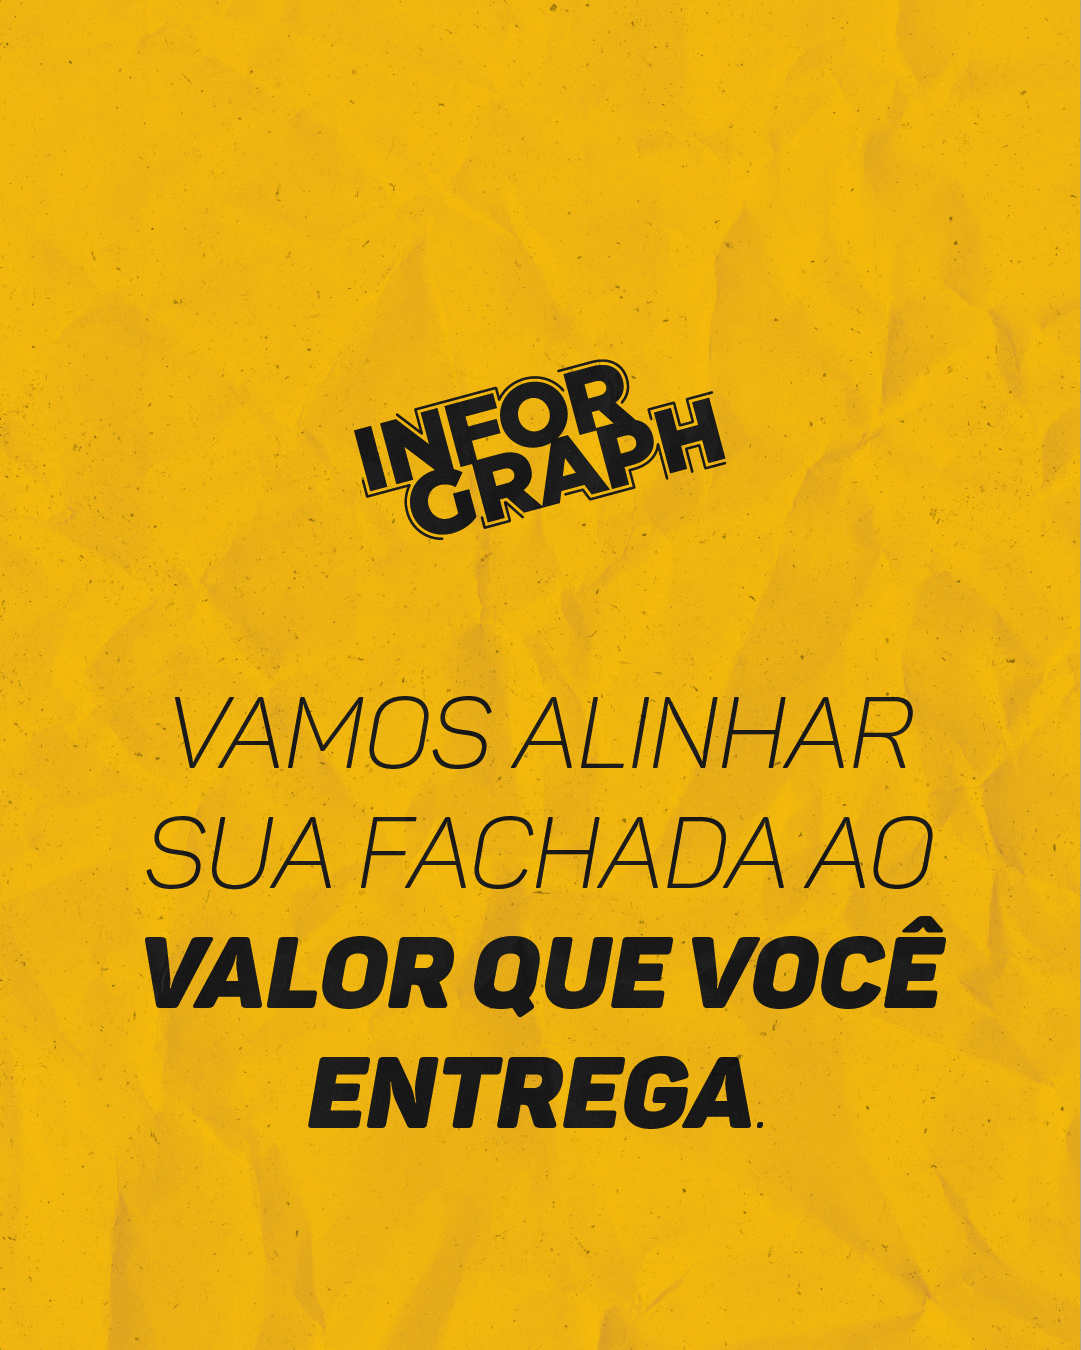 INFOR
GRAPH
VAMOS ALINHAR
SUA FACHADA AO
VALOR QUE VOCÊ
ENTREGA.